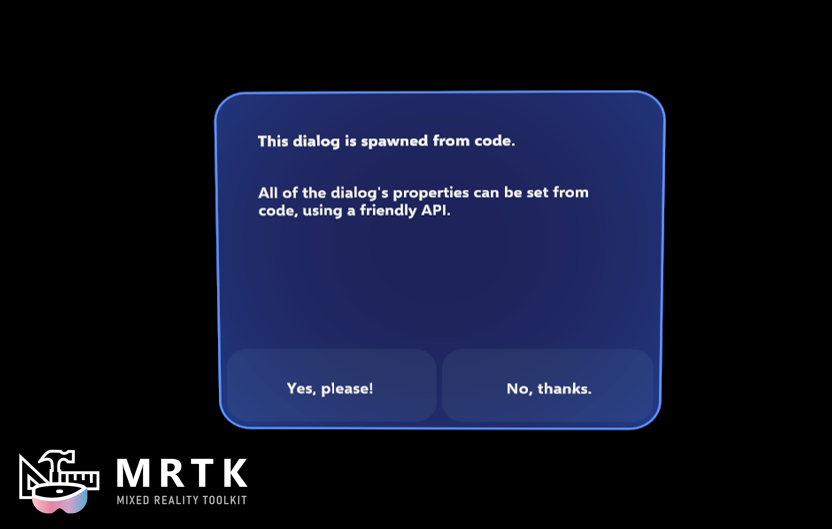 This dialog is spawned from code.
All of the dialog's properties can be set from
code, using a friendly API.
Yes, please!
No, thanks.
MRTK
MIXED REALITY TOOLKIT